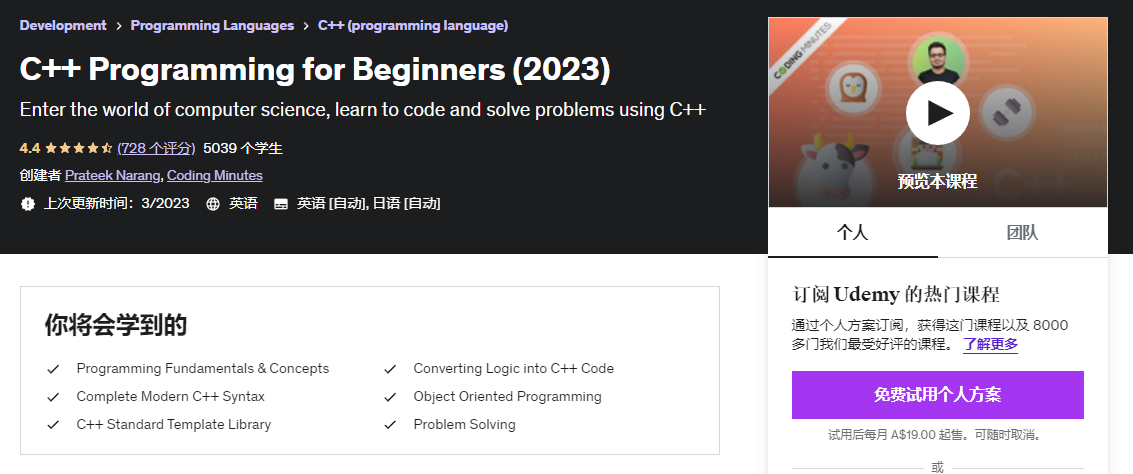 Development > Programming Languages > C++ (programming language)
C++ Programming for Beginners (2023)
Enter the world of computer science, learn to code and solve problems using C++
4.4 (728 个评分) 5039 个学生
创建者 Prateek Narang, Coding Minutes
上次更新时间：3/2023 英语 英语 [自动], 日语 [自动]
你将会学到的
Programming Fundamentals & Concepts
Converting Logic into C++ Code
Complete Modern C++ Syntax
Object Oriented Programming
C++ Standard Template Library
Problem Solving
CODING MINUTES
C++
预览本课程
个人 团队
订阅 Udemy 的热门课程
通过个人方案订阅，获得这门课程以及 8000
多门我们最受好评的课程。 了解更多
免费试用个人方案
试用后每月 A$19.00 起售。可随时取消。
或